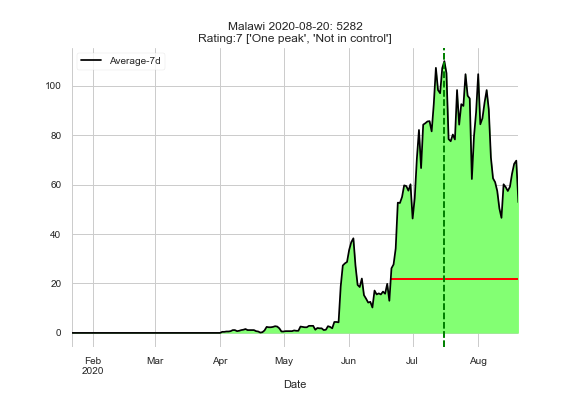 Malawi 2020-08-20: 5282
Rating:7 ['One peak', 'Not in control']
Average-7d
100
80
60
40
20
0
Feb
2020
Mar
Apr
May
Jun
Jul
Aug
Date